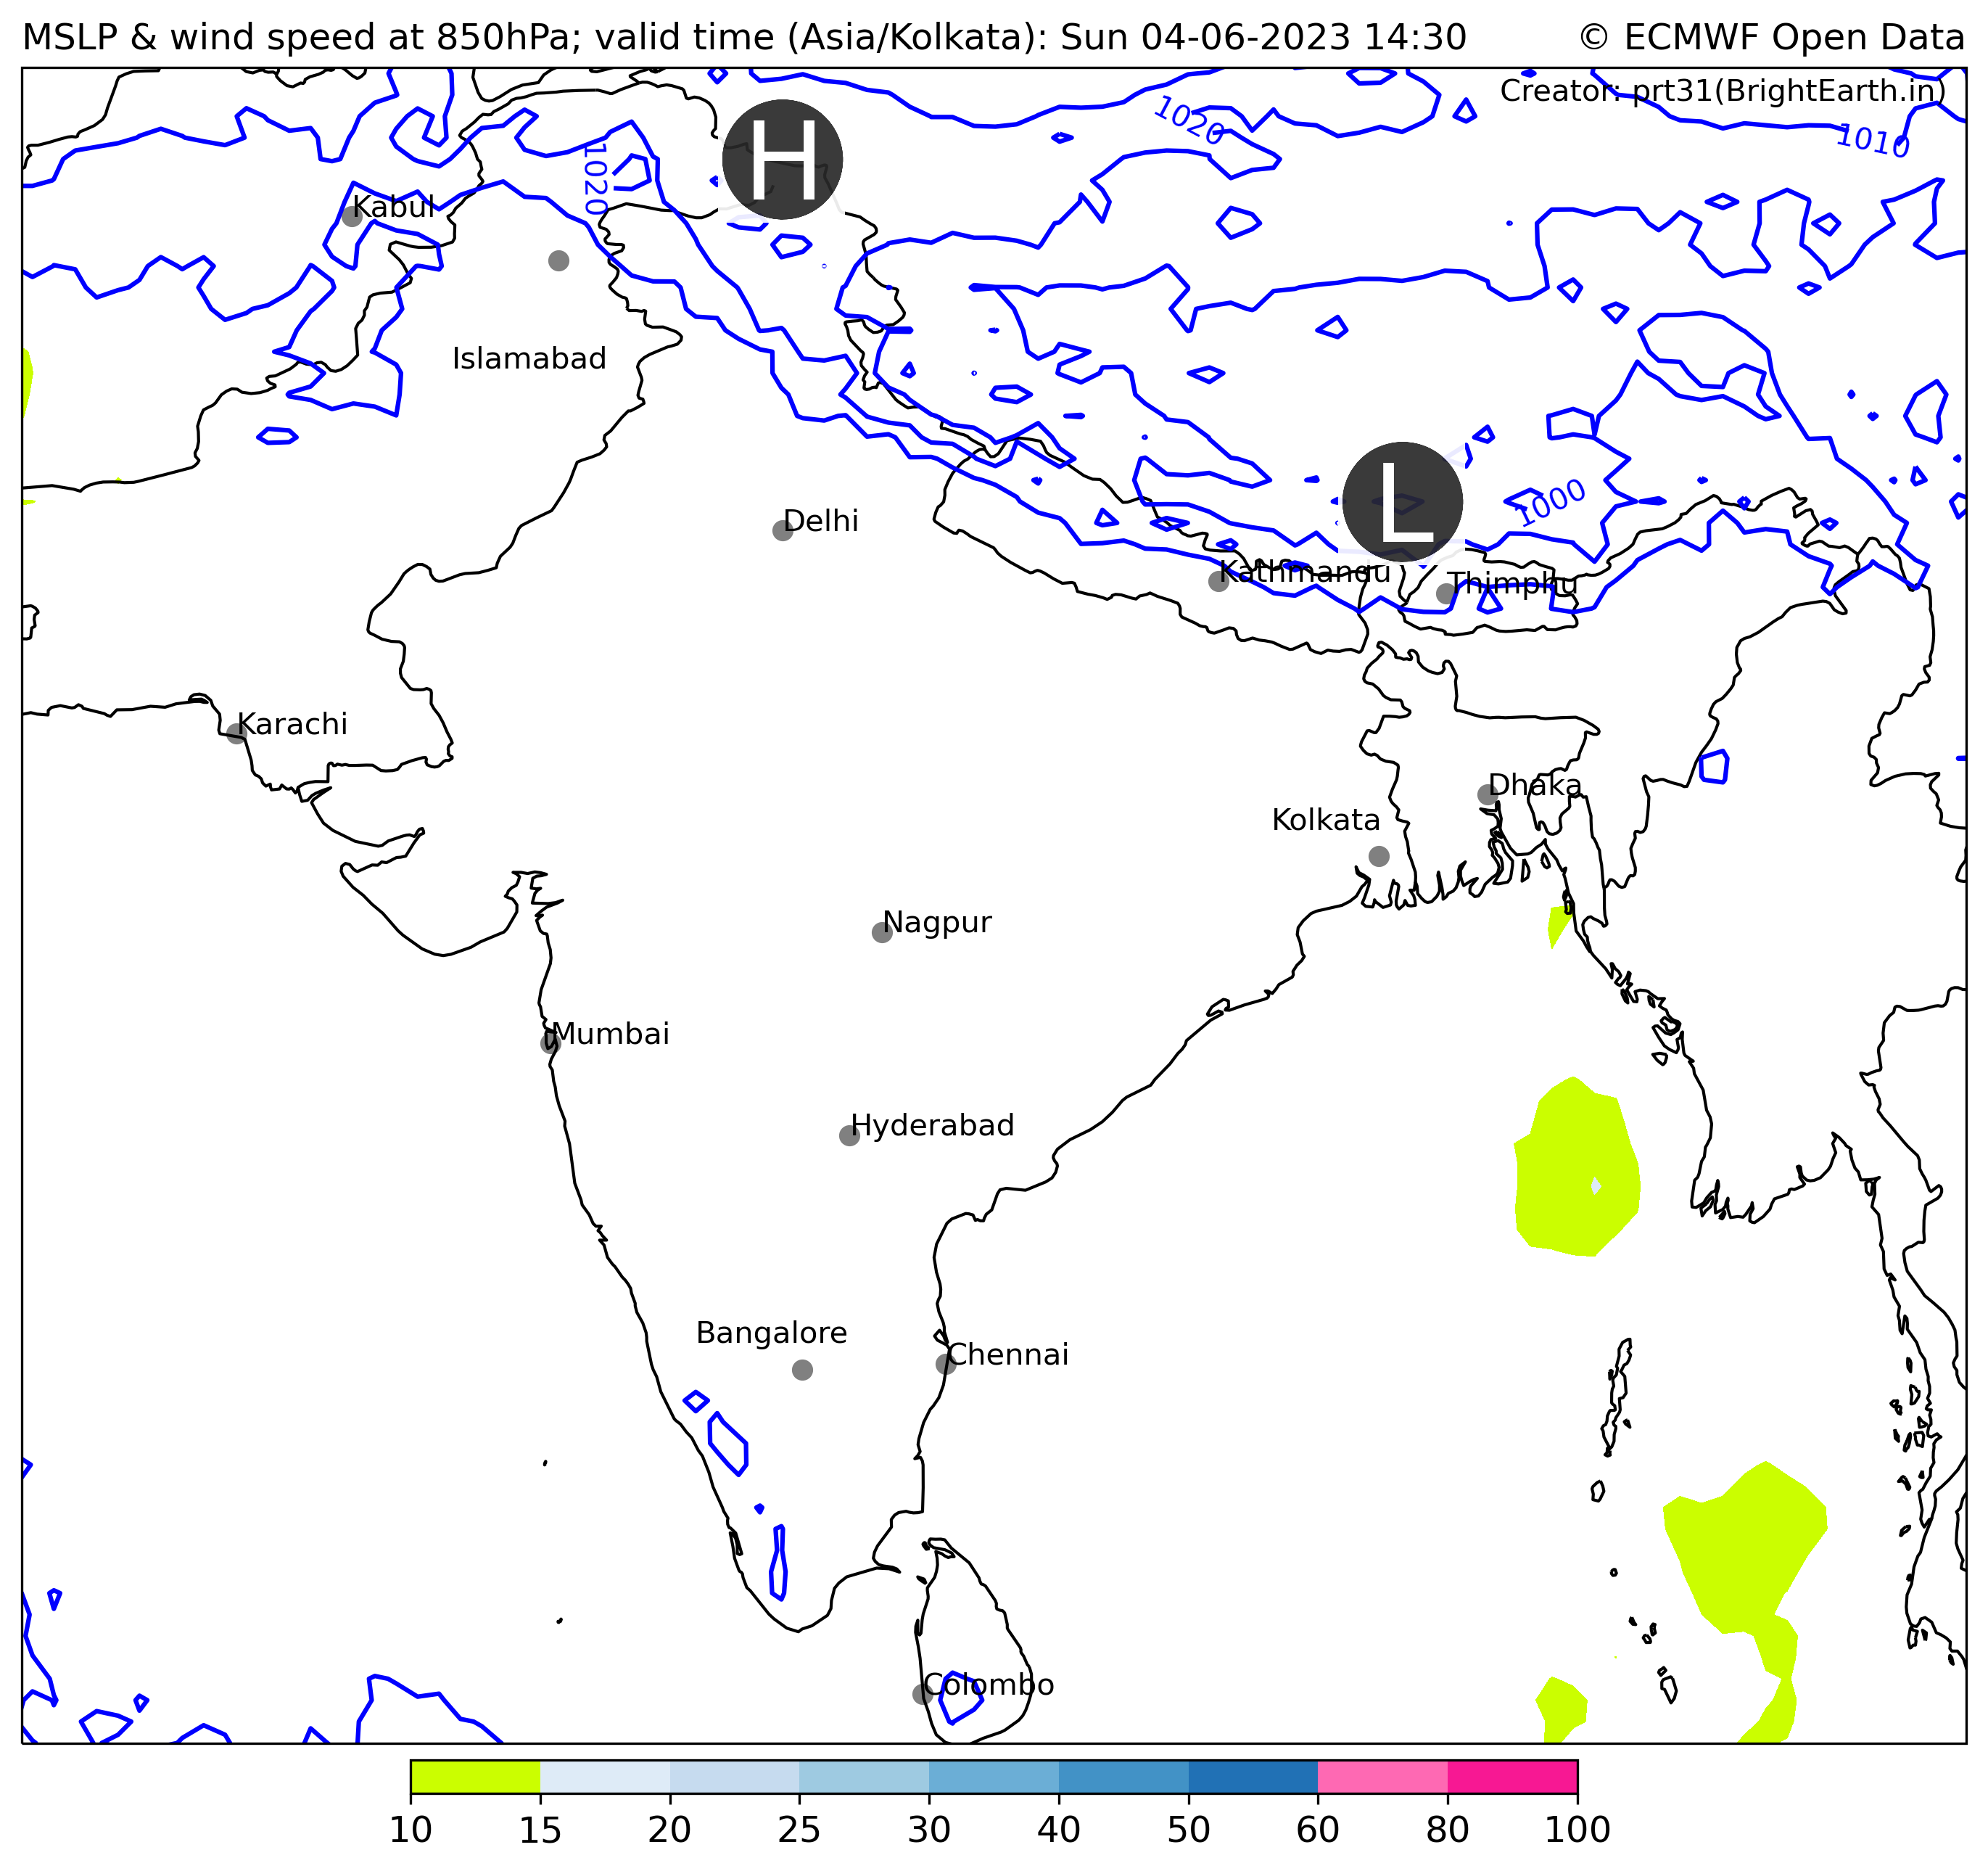 MSLP & wind speed at 850hPa; valid time (Asia/Kolkata): Sun 04-06-2023 14:30
© ECMWF Open Data
Creator: prt31(BrightEarth.in)
H
1020
1010
1020
Kabul
Islamabad
L
1000
Delhi
Kathmandu
Thimphu
Karachi
Dhaka
Kolkata
Nagpur
Mumbai
Hyderabad
Bangalore
Chennai
Colombo
10 15 20 25 30 40 50 60 80 100